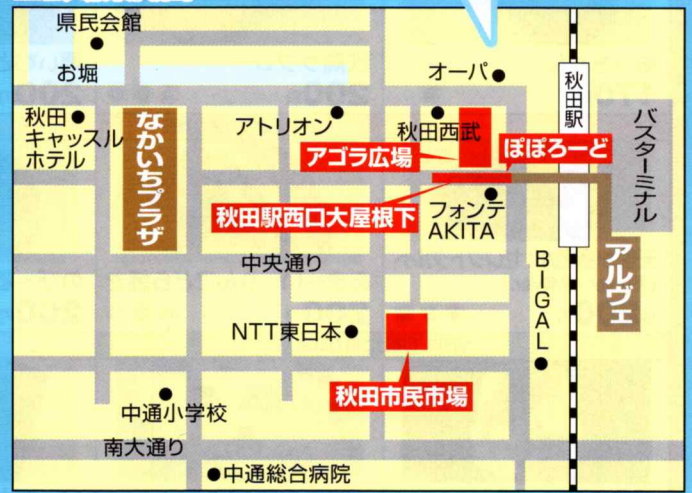 県民会館
お堀
オーパ
秋田駅
バスターミナル
秋田
キャッスル
ホテル
なかいちプラザ
アトリオン
秋田西武
アゴラ広場
ぽぽろーど
秋田駅西口大屋根下
フォンテ
AKITA
中央通り
BIGAL
アルヴェ
NTT東日本
秋田市民市場
中通小学校
南大通り
中通総合病院